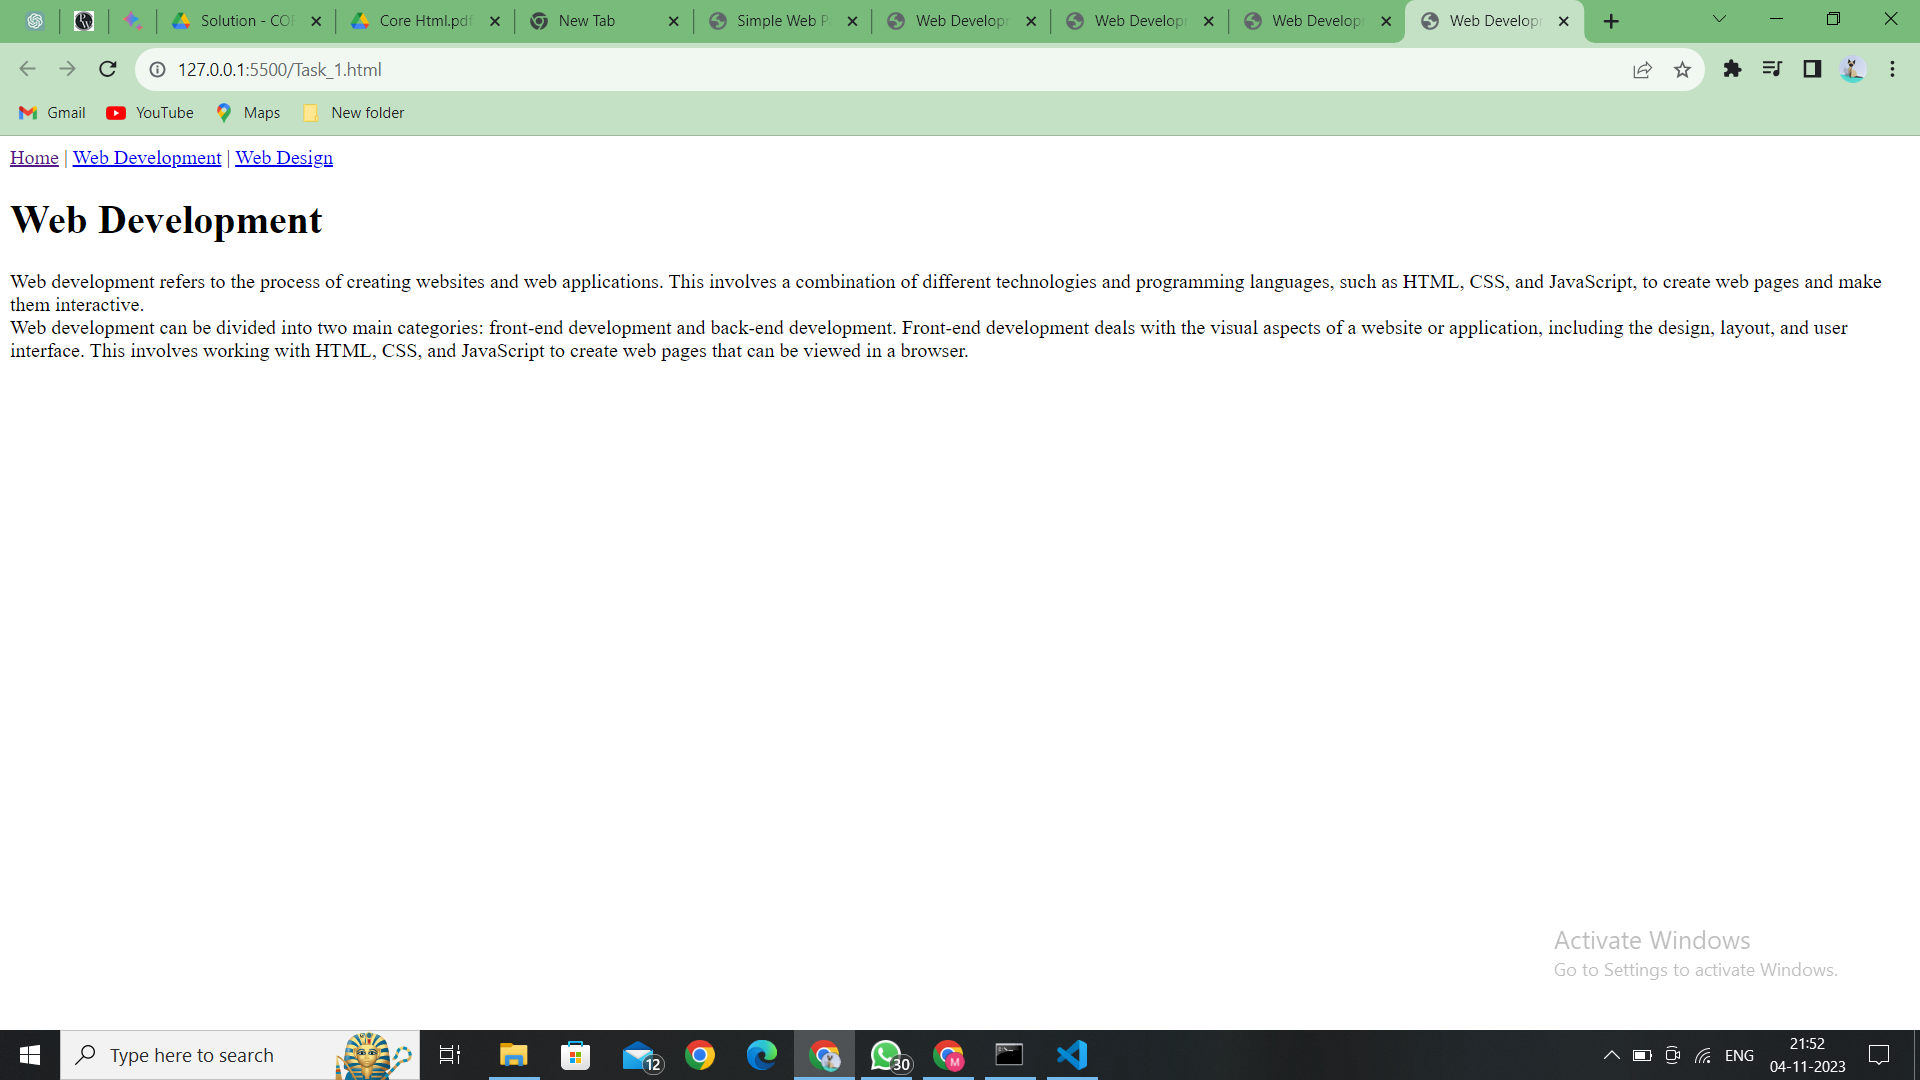 Solution - CO
Core Html.pdf
New Tab
Simple Web P
Web Develop
Web Develop
Web Develop
Web Develop
127.0.0.1:5500/Task_1.html
Gmail
YouTube
Maps
New folder
Home | Web Development | Web Design
Web Development
Web development refers to the process of creating websites and web applications. This involves a combination of different technologies and programming languages, such as HTML, CSS, and JavaScript, to create web pages and make
them interactive.
Web development can be divided into two main categories: front-end development and back-end development. Front-end development deals with the visual aspects of a website or application, including the design, layout, and user
interface. This involves working with HTML, CSS, and JavaScript to create web pages that can be viewed in a browser.
Activate Windows
Go to Settings to activate Windows.
Type here to search
12
30
M
ENG
21:52
04-11-2023